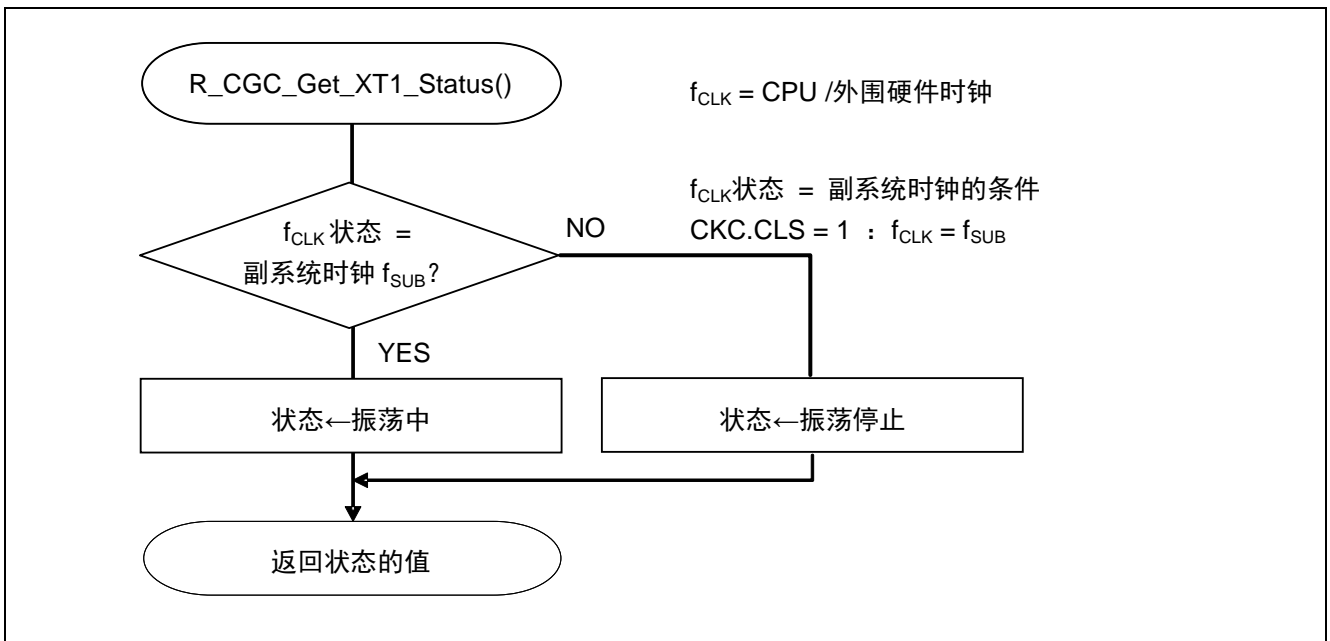 R_CGC_Get_XT1_Status()
fCLK = CPU /外围硬件时钟
fCLK状态 = 副系统时钟的条件
CKC.CLS = 1 : fCLK = fSUB
fCLK 状态 =
副系统时钟 fSUB?
NO
YES
状态←振荡中
状态←振荡停止
返回状态的值